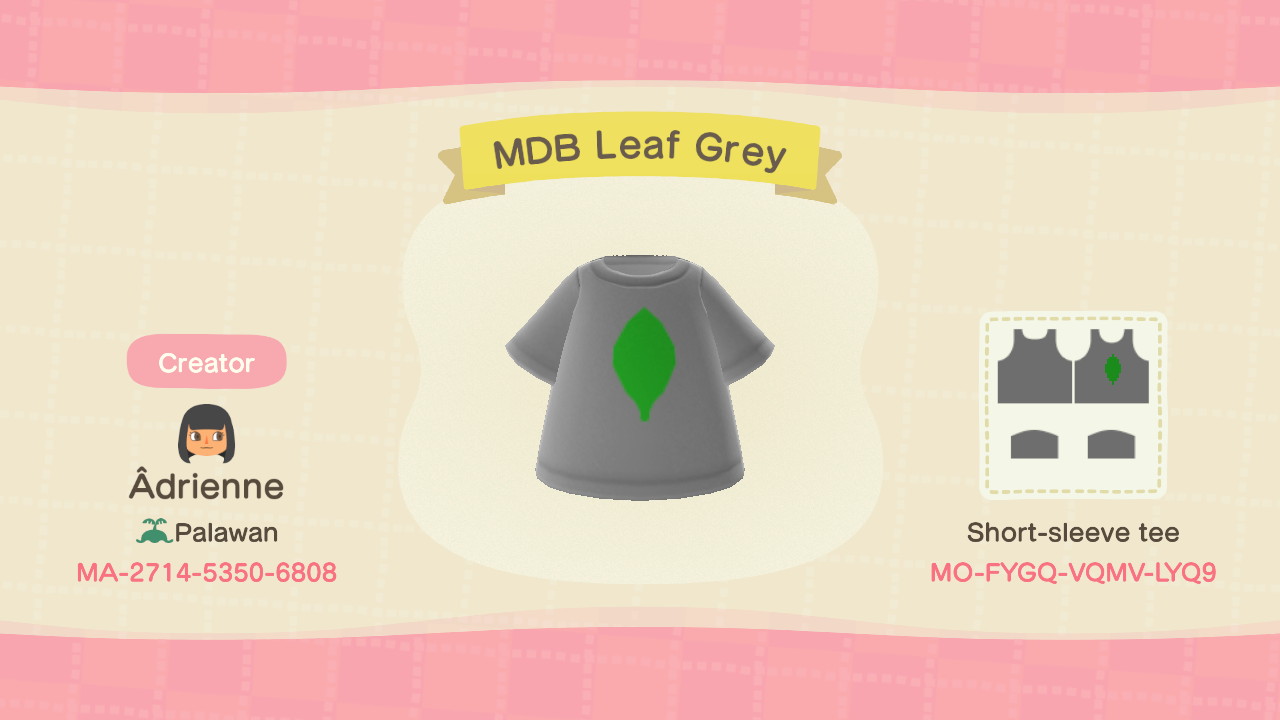 MDB Leaf Grey
Creator
Âdrienne
Palawan
MA-2714-5350-6808
Short-sleeve tee
MO-FYGQ-VQMV-LYQ9